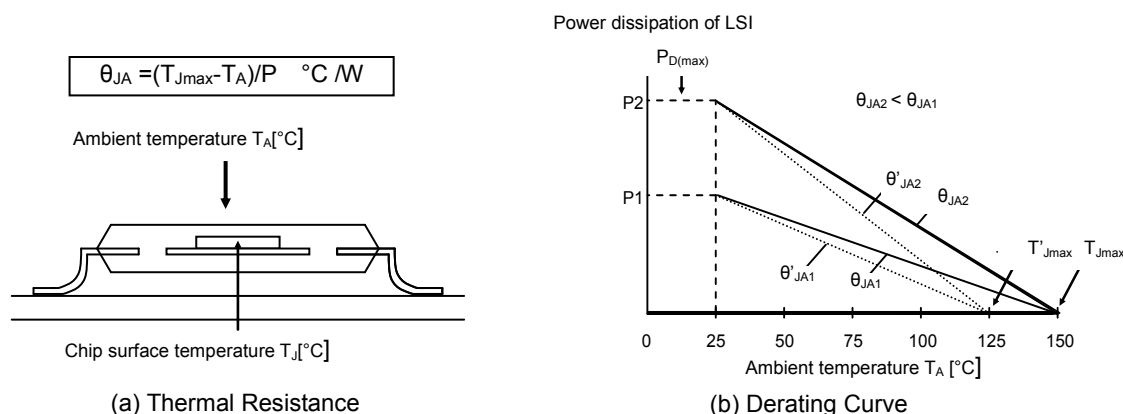 θJA =(TJmax-TA)/P °C /W
Ambient temperature TA[°C]
Chip surface temperature TJ[°C]
(a) Thermal Resistance
Power dissipation of LSI
PD(max)
P2
θJA2 < θJA1
P1
θ'JA2
θJA2
θ'JA1
θJA1
T'Jmax
TJmax
0 25 50 75 100 125 150
Ambient temperature TA [°C]
(b) Derating Curve